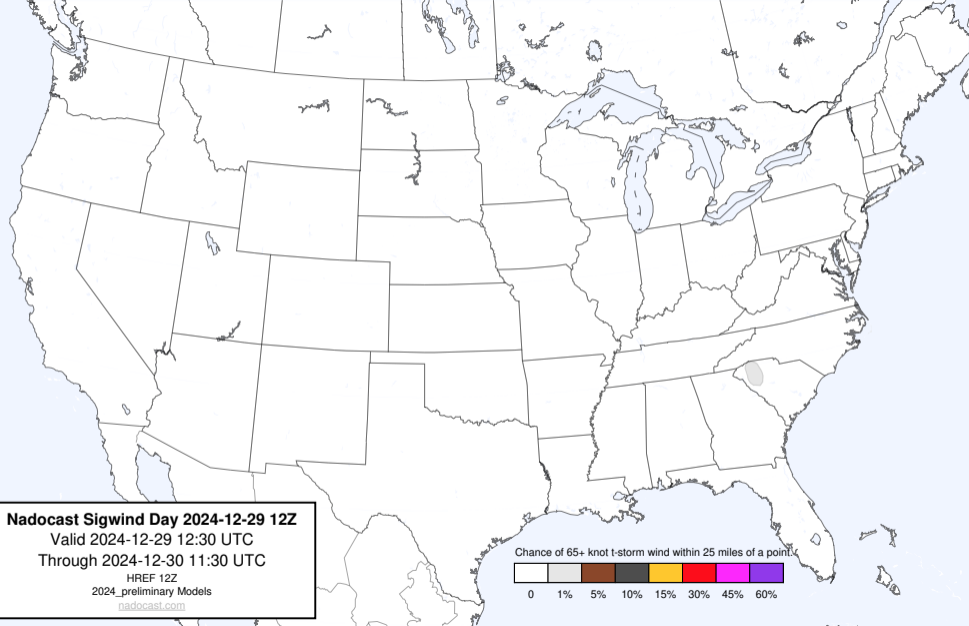 Nadocast Sigwind Day 2024-12-29 12Z
Valid 2024-12-29 12:30 UTC
Through 2024-12-30 11:30 UTC
HREF 12Z
2024_preliminary Models
nadocast.com
Chance of 65+ knot t-storm wind within 25 miles of a point.
0 1% 5% 10% 15% 30% 45% 60%